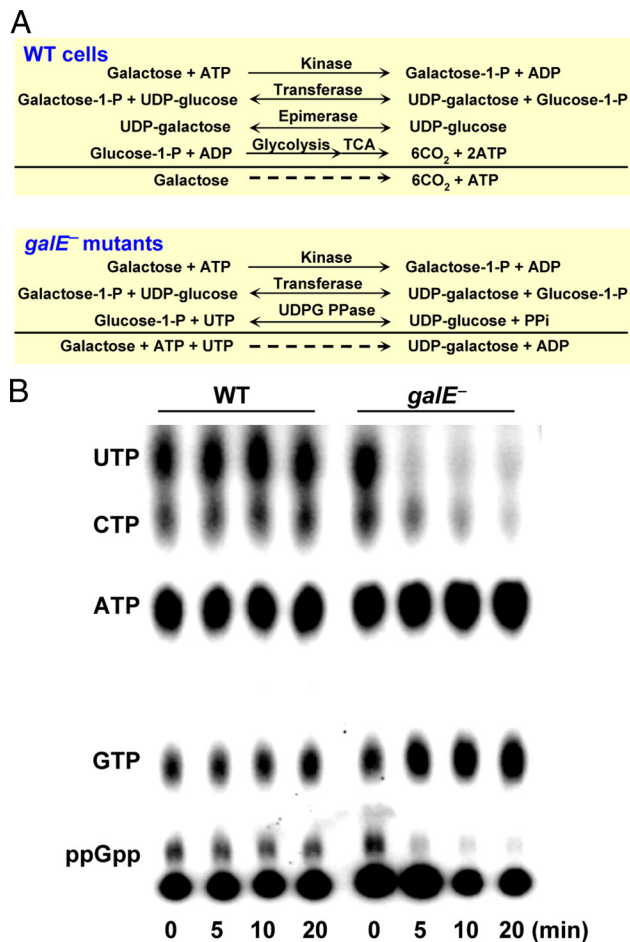 A
WT cells
Galactose + ATP Kinase Galactose-1-P + ADP
Galactose-1-P + UDP-glucose Transferase UDP-galactose + Glucose-1-P
UDP-galactose Epimerase UDP-glucose
Glucose-1-P + ADP Glycolysis TCA 6CO₂ + 2ATP
Galactose 6CO₂ + ATP
galE– mutants
Galactose + ATP Kinase Galactose-1-P + ADP
Galactose-1-P + UDP-glucose Transferase UDP-galactose + Glucose-1-P
Glucose-1-P + UTP UDPG PPase UDP-glucose + PPi
Galactose + ATP + UTP UDP-galactose + ADP
B
WT galE–
UTP
CTP
ATP
GTP
ppGpp
0 5 10 20 0 5 10 20 (min)